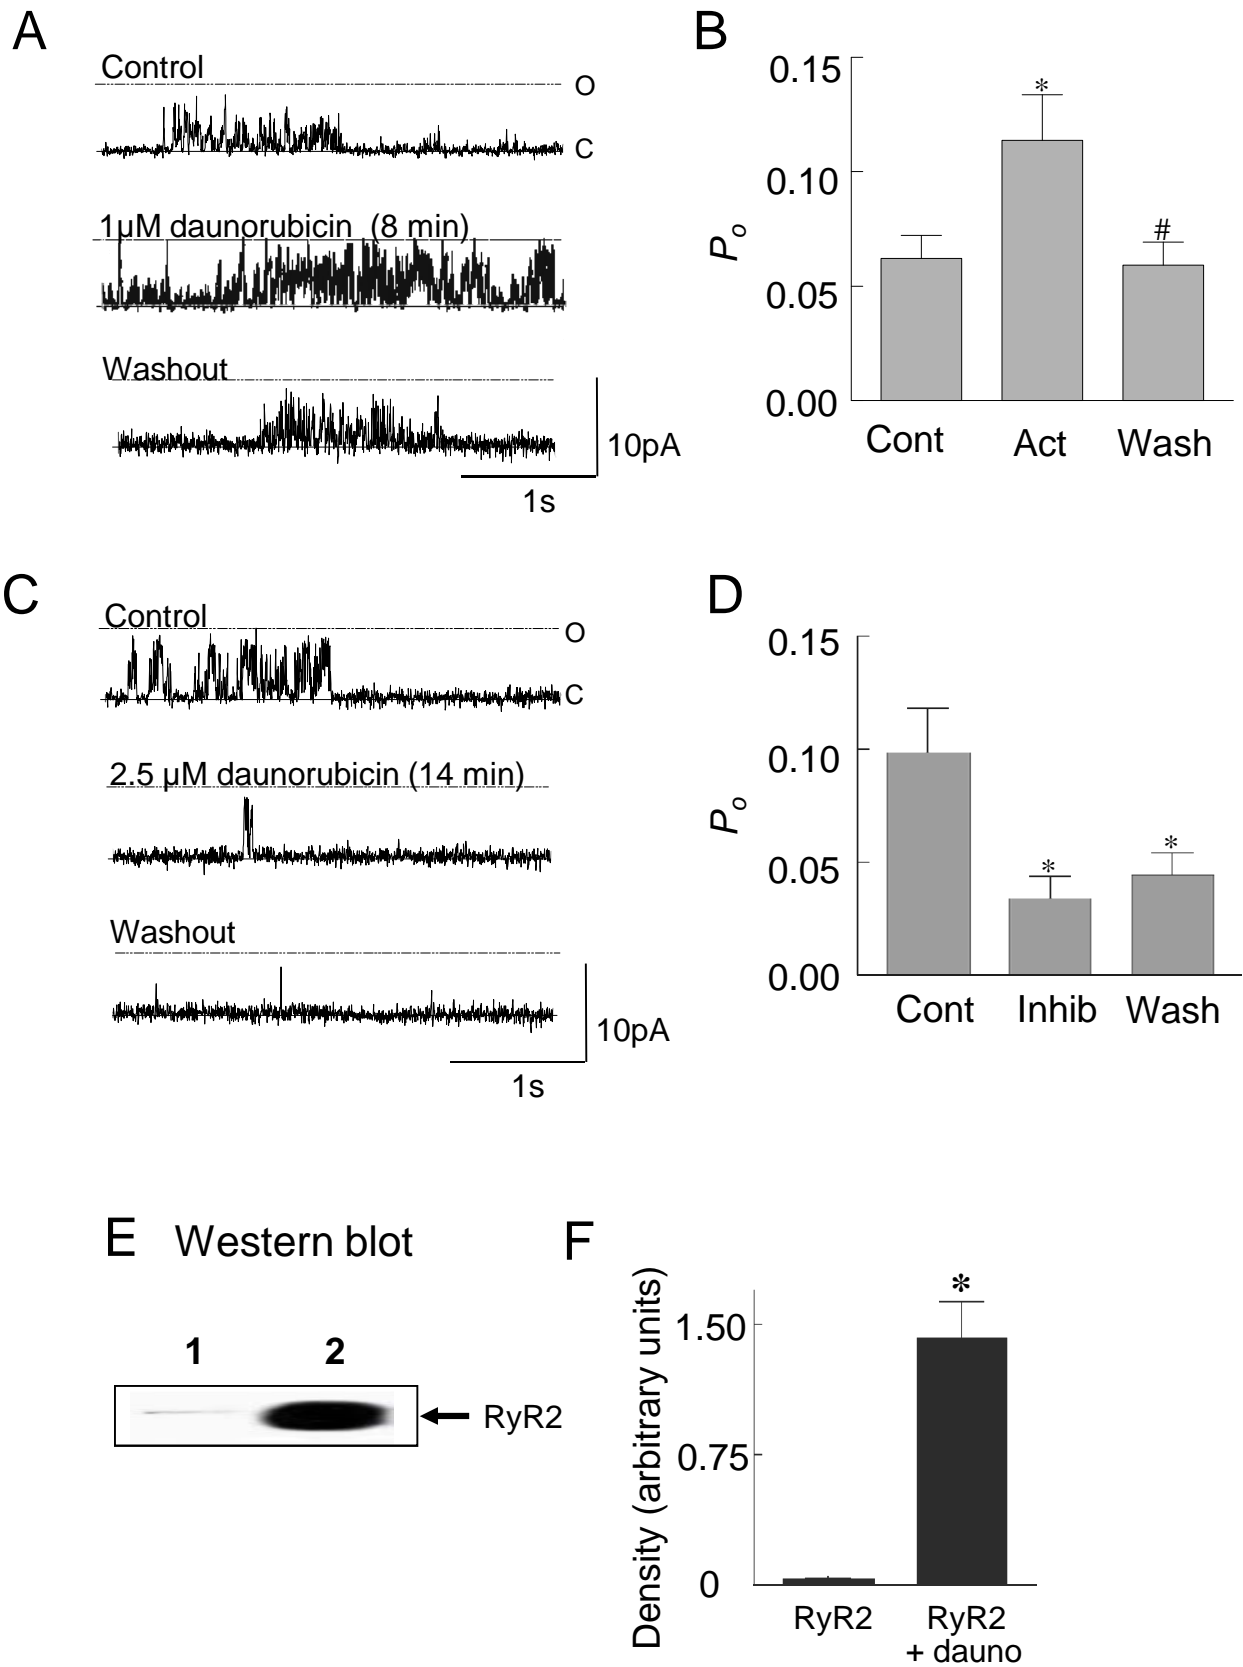 A
Control
O
C
1µM daunorubicin (8 min)
Washout
10pA
1s
B
0.15
0.10
0.05
0.00
Po
*
#
Cont Act Wash
C
Control
O
C
2.5 µM daunorubicin (14 min)
Washout
10pA
1s
D
0.15
0.10
0.05
0.00
Po
*
*
Cont Inhib Wash
E Western blot
1 2
RyR2
F
Density (arbitrary units)
1.50
0.75
0
*
RyR2
RyR2
+ dauno